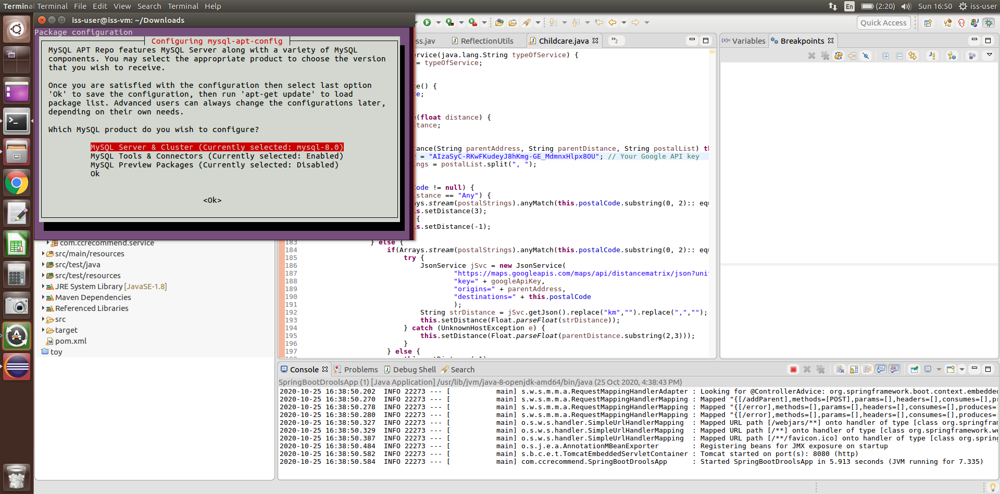 Terminal Terminal File Edit View Search Terminal Help
En (2:20) Sun 16:50 iss-user
iss-user@iss-vm: ~/Downloads
Package configuration
Configuring mysql-apt-config
MySQL APT Repo features MySQL Server along with a variety of MySQL
components. You may select the appropriate product to choose the version
that you wish to receive.
Once you are satisfied with the configuration then select last option
'Ok' to save the configuration, then run 'apt-get update' to load
package list. Advanced users can always change the configurations later,
depending on their own needs.
Which MySQL product do you wish to configure?
MySQL Server & Cluster (Currently selected: mysql-8.0)
MySQL Tools & Connectors (Currently selected: Enabled)
MySQL Preview Packages (Currently selected: Disabled)
Ok
<Ok>
com.ccrecommend.service
src/main/resources
src/test/java
src/test/resources
JRE System Library [JavaSE-1.8]
Maven Dependencies
Referenced Libraries
src
target
pom.xml
toy
Quick Access
ss.jav ReflectionUtils Childcare.java »2
rvice(java.lang.String typeOfService) {
= typeOfService;
e() {
e;
(float distance) {
tance;
tance(String parentAddress, String parentDistance, String postalList) th
y = "AIzaSyC-RKwFKudeyJ8hKmg-GE_MdmnxHlpx8OU"; // Your Google API key
ngs = postalList.split(", ");
Code != null) {
istance == "Any") {
ays.stream(postalStrings).anyMatch(this.postalCode.substring(0, 2):: equ
s.setDistance(3);
{
s.setDistance(-1);
183 } else {
184 if(Arrays.stream(postalStrings).anyMatch(this.postalCode.substring(0, 2):: equ
185 try {
186 JsonService jSvc = new JsonService(
187 "https://maps.googleapis.com/maps/api/distancematrix/json?unit
188 "key=" + googleApiKey,
189 "origins=" + parentAddress,
190 "destinations=" + this.postalCode
191 );
192 String strDistance = jSvc.getJson().replace("km","").replace(",","");
193 this.setDistance(Float.parseFloat(strDistance));
194 } catch (UnknownHostException e) {
195 this.setDistance(Float.parseFloat(parentDistance.substring(2,3)));
196 }
197 } else {
(x)= Variables Breakpoints
Console Problems Debug Shell Search
SpringBootDroolsApp (1) [Java Application] /usr/lib/jvm/java-8-openjdk-amd64/bin/java (25 Oct 2020, 4:38:43 PM)
2020-10-25 16:38:50.202 INFO 22273 --- [ main] s.w.s.m.m.a.RequestMappingHandlerAdapter : Looking for @ControllerAdvice: org.springframework.boot.context.embedded
2020-10-25 16:38:50.270 INFO 22273 --- [ main] s.w.s.m.m.a.RequestMappingHandlerMapping : Mapped "{[/addParent],methods=[POST],params=[],headers=[],consumes=[],pr
2020-10-25 16:38:50.278 INFO 22273 --- [ main] s.w.s.m.m.a.RequestMappingHandlerMapping : Mapped "{[/error],methods=[],params=[],headers=[],consumes=[],produces=
2020-10-25 16:38:50.280 INFO 22273 --- [ main] s.w.s.m.m.a.RequestMappingHandlerMapping : Mapped "{[/error],methods=[],params=[],headers=[],consumes=[],produces=
2020-10-25 16:38:50.327 INFO 22273 --- [ main] o.s.w.s.handler.SimpleUrlHandlerMapping : Mapped URL path [/webjars/**] onto handler of type [class org.springfram
2020-10-25 16:38:50.329 INFO 22273 --- [ main] o.s.w.s.handler.SimpleUrlHandlerMapping : Mapped URL path [/**] onto handler of type [class org.springframework.we
2020-10-25 16:38:50.387 INFO 22273 --- [ main] o.s.w.s.handler.SimpleUrlHandlerMapping : Mapped URL path [/**/favicon.ico] onto handler of type [class org.spring
2020-10-25 16:38:50.484 INFO 22273 --- [ main] o.s.j.e.a.AnnotationMBeanExporter : Registering beans for JMX exposure on startup
2020-10-25 16:38:50.582 INFO 22273 --- [ main] s.b.c.e.t.TomcatEmbeddedServletContainer : Tomcat started on port(s): 8080 (http)
2020-10-25 16:38:50.584 INFO 22273 --- [ main] com.ccrecommend.SpringBootDroolsApp : Started SpringBootDroolsApp in 5.913 seconds (JVM running for 7.335)